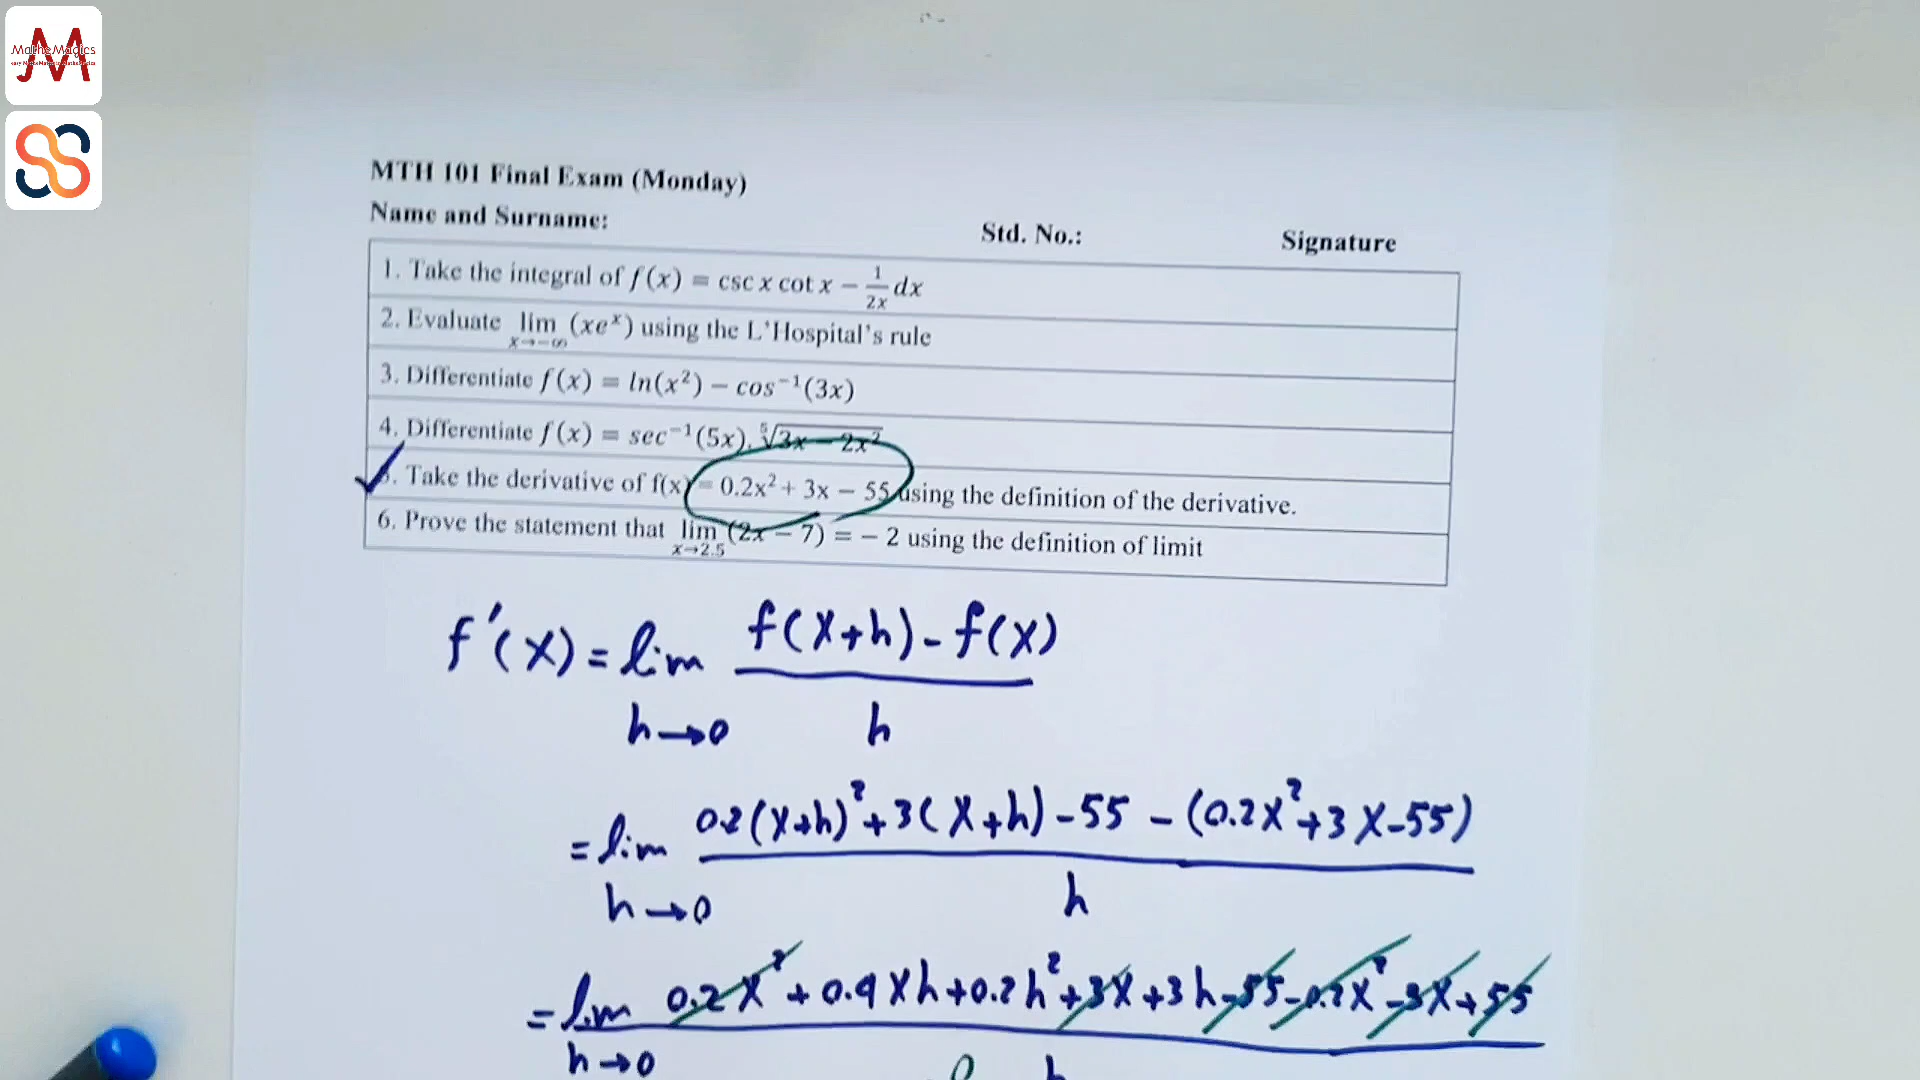 MatheMagics
MTH 101 Final Exam (Monday)
Name and Surname: Std. No.: Signature
1. Take the integral of f(x) = csc x cot x − 1/2x dx
2. Evaluate lim x→−∞ (xeˣ) using the L'Hospital's rule
3. Differentiate f(x) = ln(x²) − cos⁻¹(3x)
4. Differentiate f(x) = sec⁻¹(5x). ⁵√3x − 2x²
5. Take the derivative of f(x) = 0.2x² + 3x − 55 using the definition of the derivative.
6. Prove the statement that lim x→2.5 (2x − 7) = − 2 using the definition of limit
f'(x) = lim h→0 f(x+h) - f(x) / h
= lim h→0 0.2(x+h)² + 3(x+h) - 55 - (0.2x² + 3x - 55) / h
= lim h→0 0.2x² + 0.4xh + 0.2h² + 3x + 3h - 55 - 0.2x² - 3x + 55 / h